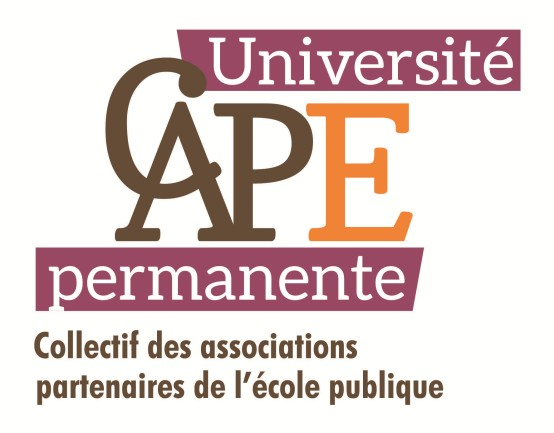 Université
CAPE
permanente
Collectif des associations
partenaires de l'école publique